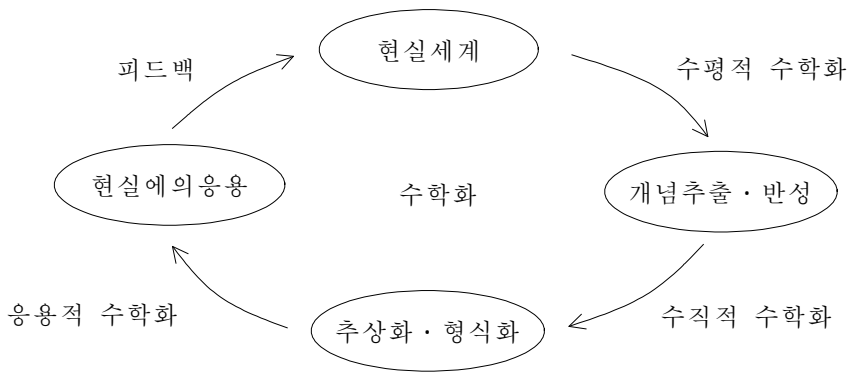 현실세계
피드백
수평적 수학화
현실에의응용
수학화
개념추출·반성
응용적 수학화
추상화·형식화
수직적 수학화